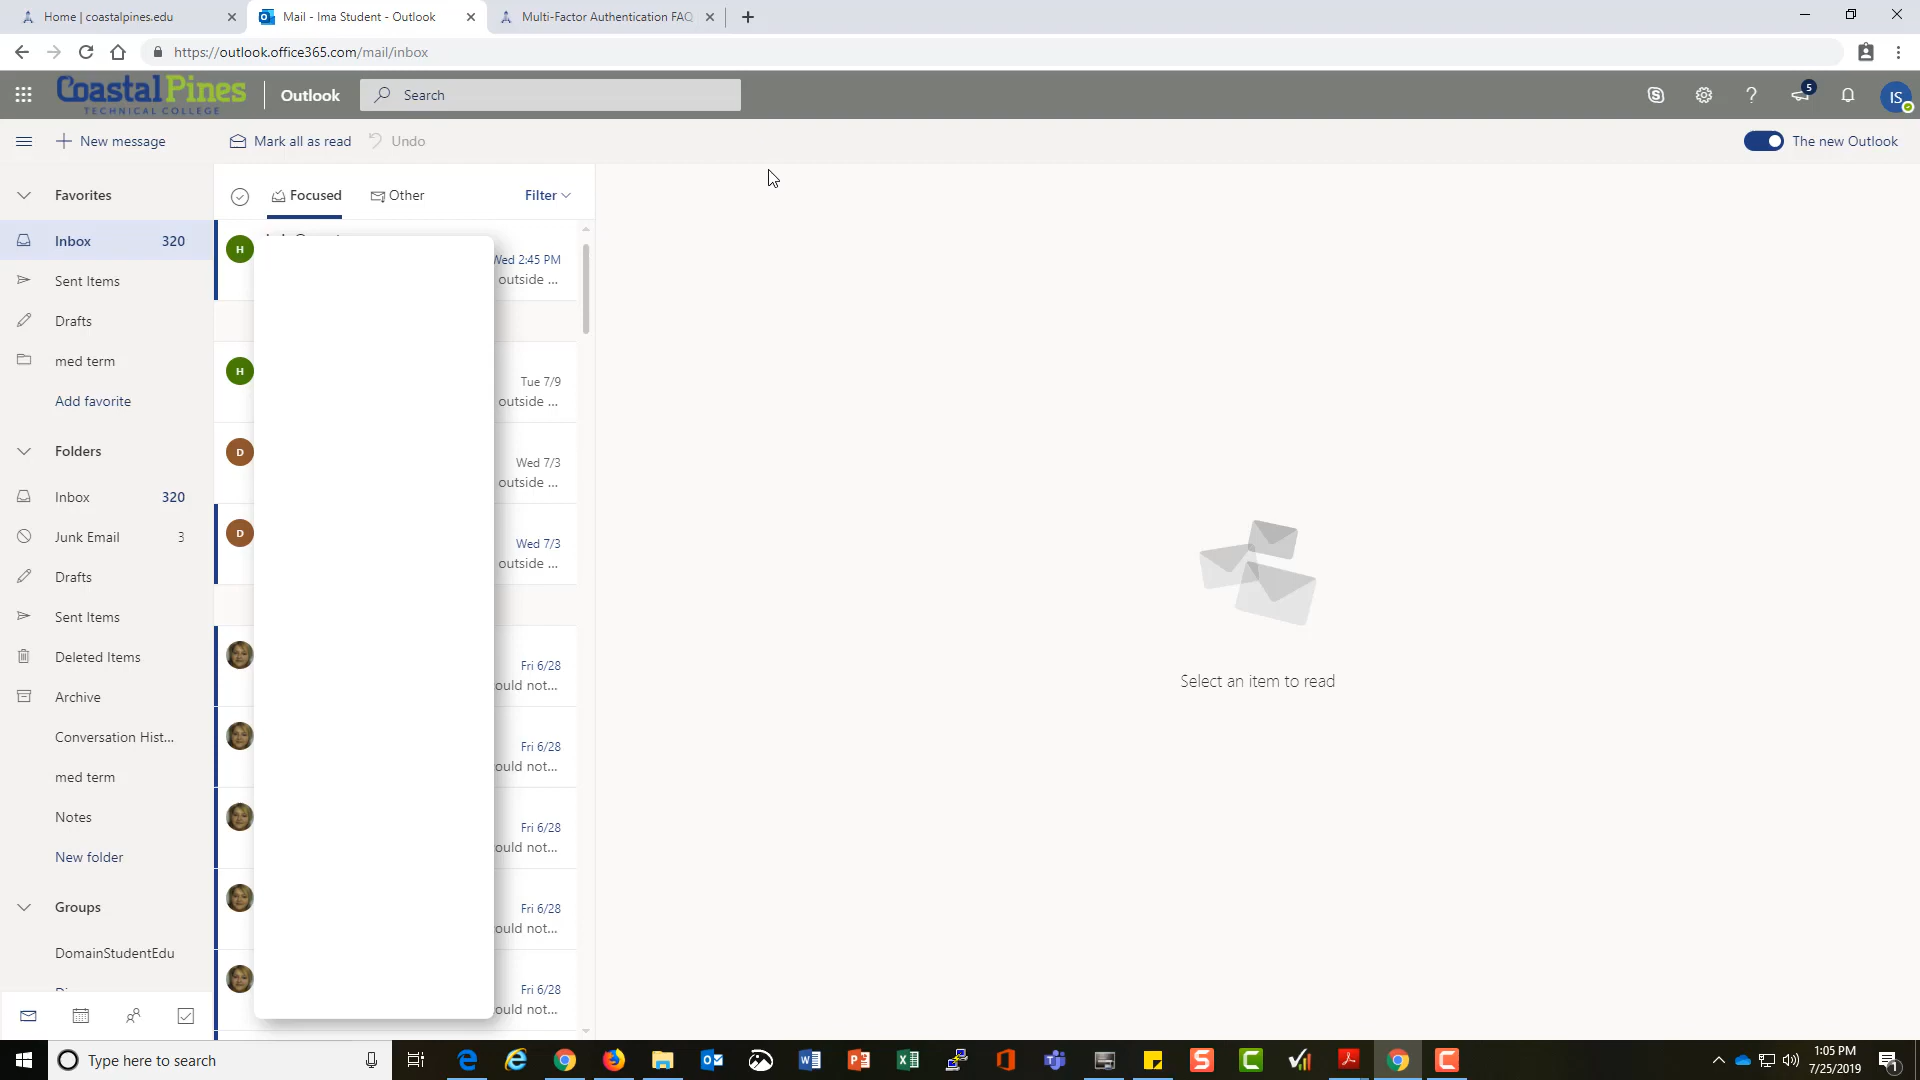 Home | coastalpines.edu
Mail - Ima Student - Outlook
Multi-Factor Authentication FAQ
https://outlook.office365.com/mail/inbox
Coastal Pines
TECHNICAL COLLEGE
Outlook
Search
5
IS
New message
Mark all as read
Undo
The new Outlook
Favorites
Focused
Other
Filter
Inbox 320
H
Wed 2:45 PM
outside ...
Sent Items
Drafts
med term
H
Tue 7/9
outside ...
Add favorite
Folders
D
Wed 7/3
outside ...
Inbox 320
Junk Email 3
D
Wed 7/3
outside ...
Drafts
Sent Items
Deleted Items
Fri 6/28
ould not...
Select an item to read
Archive
Conversation Hist...
Fri 6/28
ould not...
med term
Notes
Fri 6/28
ould not...
New folder
Groups
Fri 6/28
ould not...
DomainStudentEdu
Fri 6/28
ould not...
Type here to search
1:05 PM
7/25/2019
1